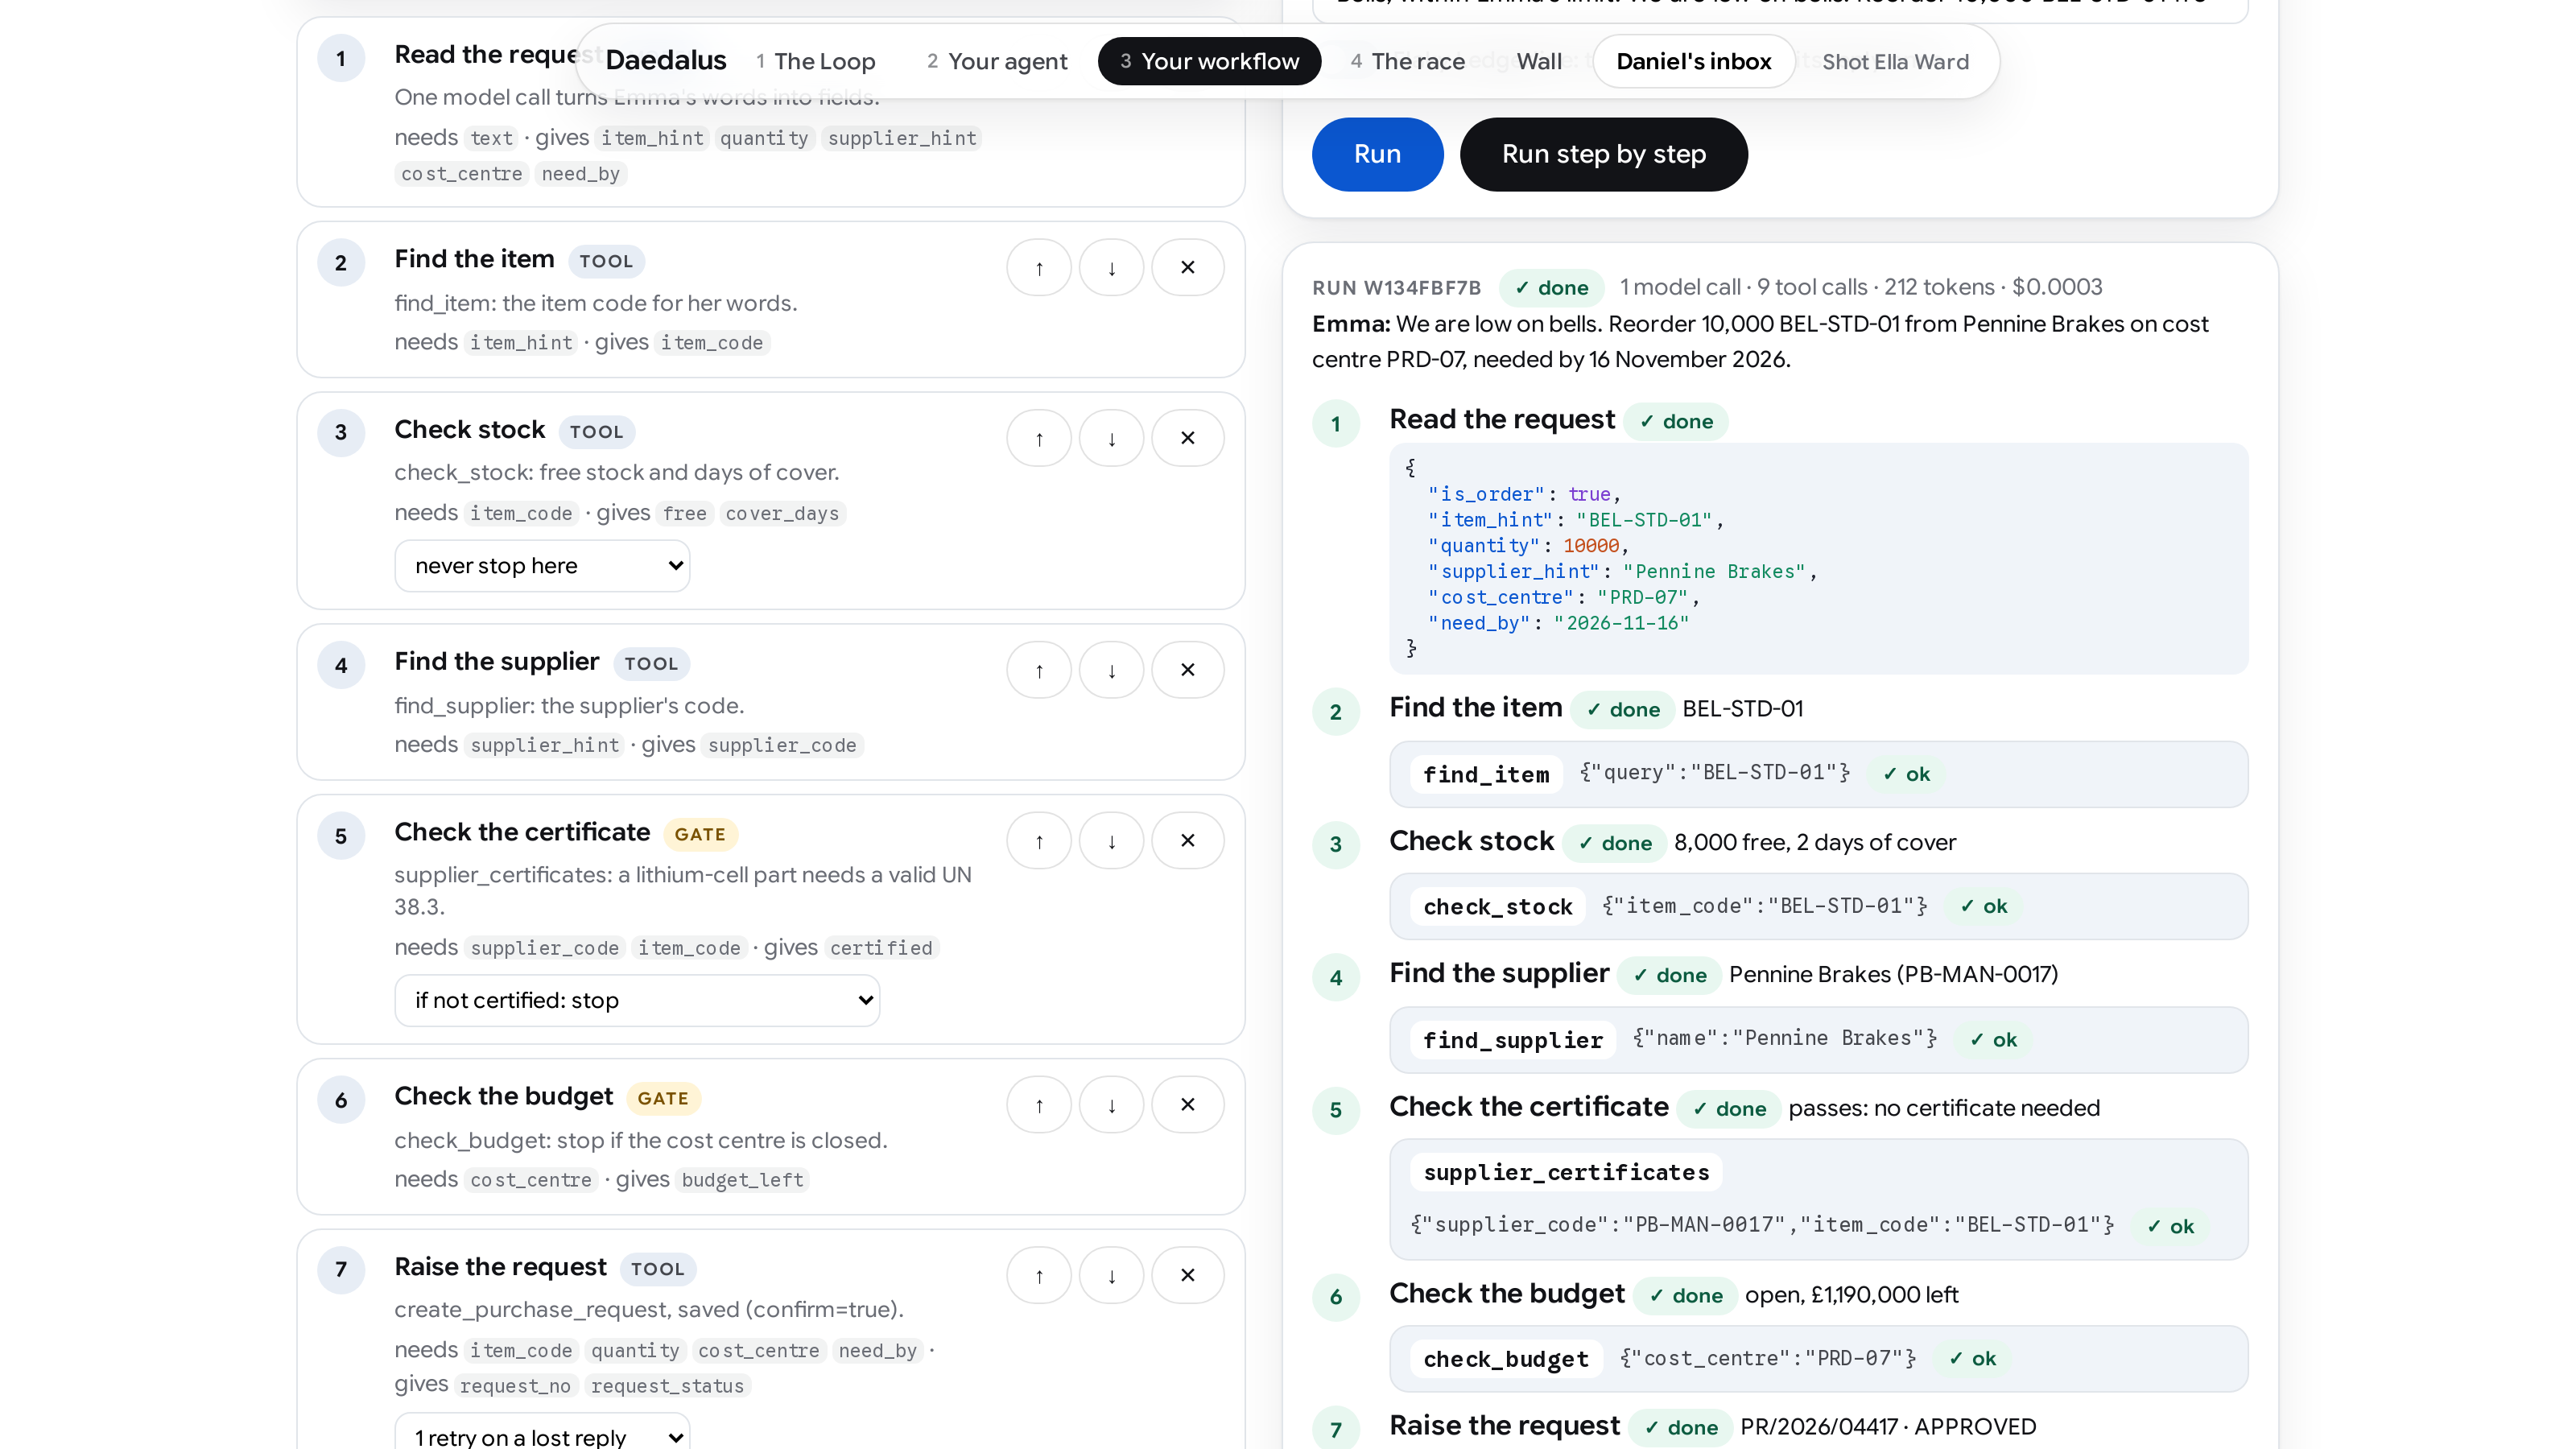 Daedalus 1 The Loop 2 Your agent 3 Your workflow 4 The race Wall Daniel's inbox Shot Ella Ward
1 Read the request
One model call turns Emma's words into fields.
needs text · gives item_hint quantity supplier_hint
cost_centre need_by
2 Find the item TOOL
↑ ↓ ✕
find_item: the item code for her words.
needs item_hint · gives item_code
3 Check stock TOOL
↑ ↓ ✕
check_stock: free stock and days of cover.
needs item_code · gives free cover_days
never stop here
4 Find the supplier TOOL
↑ ↓ ✕
find_supplier: the supplier's code.
needs supplier_hint · gives supplier_code
5 Check the certificate GATE
↑ ↓ ✕
supplier_certificates: a lithium-cell part needs a valid UN
38.3.
needs supplier_code item_code · gives certified
if not certified: stop
6 Check the budget GATE
↑ ↓ ✕
check_budget: stop if the cost centre is closed.
needs cost_centre · gives budget_left
7 Raise the request TOOL
↑ ↓ ✕
create_purchase_request, saved (confirm=true).
needs item_code quantity cost_centre need_by ·
gives request_no request_status
1 retry on a lost reply
Run Run step by step
RUN W134FBF7B ✓ done 1 model call · 9 tool calls · 212 tokens · $0.0003
Emma: We are low on bells. Reorder 10,000 BEL-STD-01 from Pennine Brakes on cost
centre PRD-07, needed by 16 November 2026.
1 Read the request ✓ done
{
"is_order": true,
"item_hint": "BEL-STD-01",
"quantity": 10000,
"supplier_hint": "Pennine Brakes",
"cost_centre": "PRD-07",
"need_by": "2026-11-16"
}
2 Find the item ✓ done BEL-STD-01
find_item {"query":"BEL-STD-01"} ✓ ok
3 Check stock ✓ done 8,000 free, 2 days of cover
check_stock {"item_code":"BEL-STD-01"} ✓ ok
4 Find the supplier ✓ done Pennine Brakes (PB-MAN-0017)
find_supplier {"name":"Pennine Brakes"} ✓ ok
5 Check the certificate ✓ done passes: no certificate needed
supplier_certificates
{"supplier_code":"PB-MAN-0017","item_code":"BEL-STD-01"} ✓ ok
6 Check the budget ✓ done open, £1,190,000 left
check_budget {"cost_centre":"PRD-07"} ✓ ok
7 Raise the request ✓ done PR/2026/04417 · APPROVED